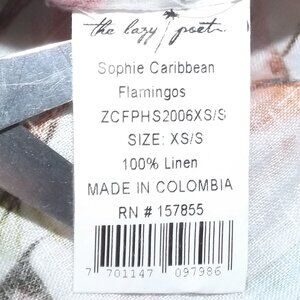 the lazy poet
Sophie Caribbean
Flamingos
ZCFPHS2006XS/S
SIZE: XS/S
100% Linen
MADE IN COLOMBIA
RN # 157855
7 701147 097986